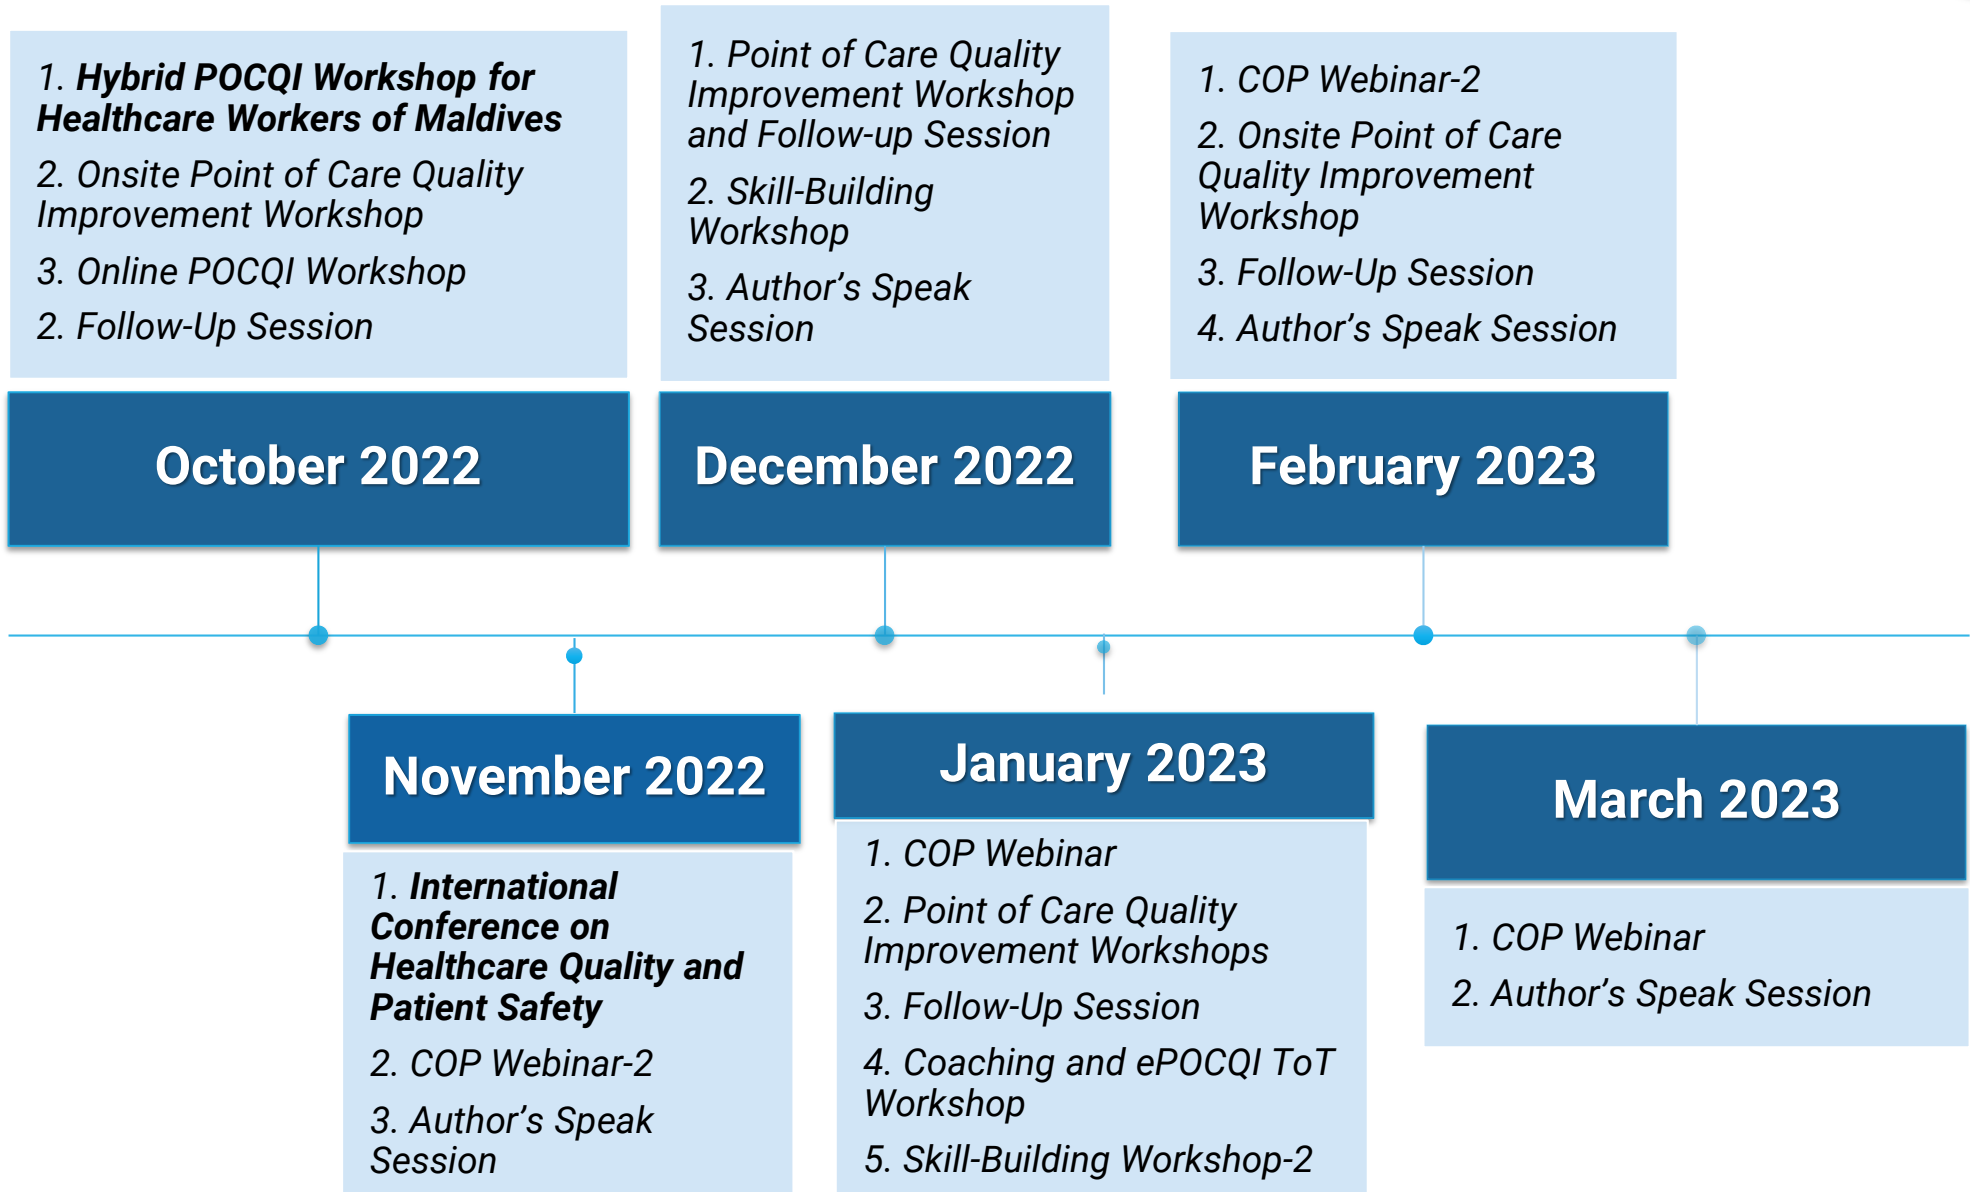 1. Hybrid POCQI Workshop for
Healthcare Workers of Maldives
2. Onsite Point of Care Quality
Improvement Workshop
3. Online POCQI Workshop
2. Follow-Up Session
October 2022
1. International
Conference on
Healthcare Quality and
Patient Safety
2. COP Webinar-2
3. Author’s Speak
Session
November 2022
1. Point of Care Quality
Improvement Workshop
and Follow-up Session
2. Skill-Building
Workshop
3. Author’s Speak
Session
December 2022
January 2023
1. COP Webinar
2. Point of Care Quality
Improvement Workshops
3. Follow-Up Session
4. Coaching and ePOCQI ToT
Workshop
5. Skill-Building Workshop-2
1. COP Webinar-2
2. Onsite Point of Care
Quality Improvement
Workshop
3. Follow-Up Session
4. Author’s Speak Session
February 2023
March 2023
1. COP Webinar
2. Author’s Speak Session